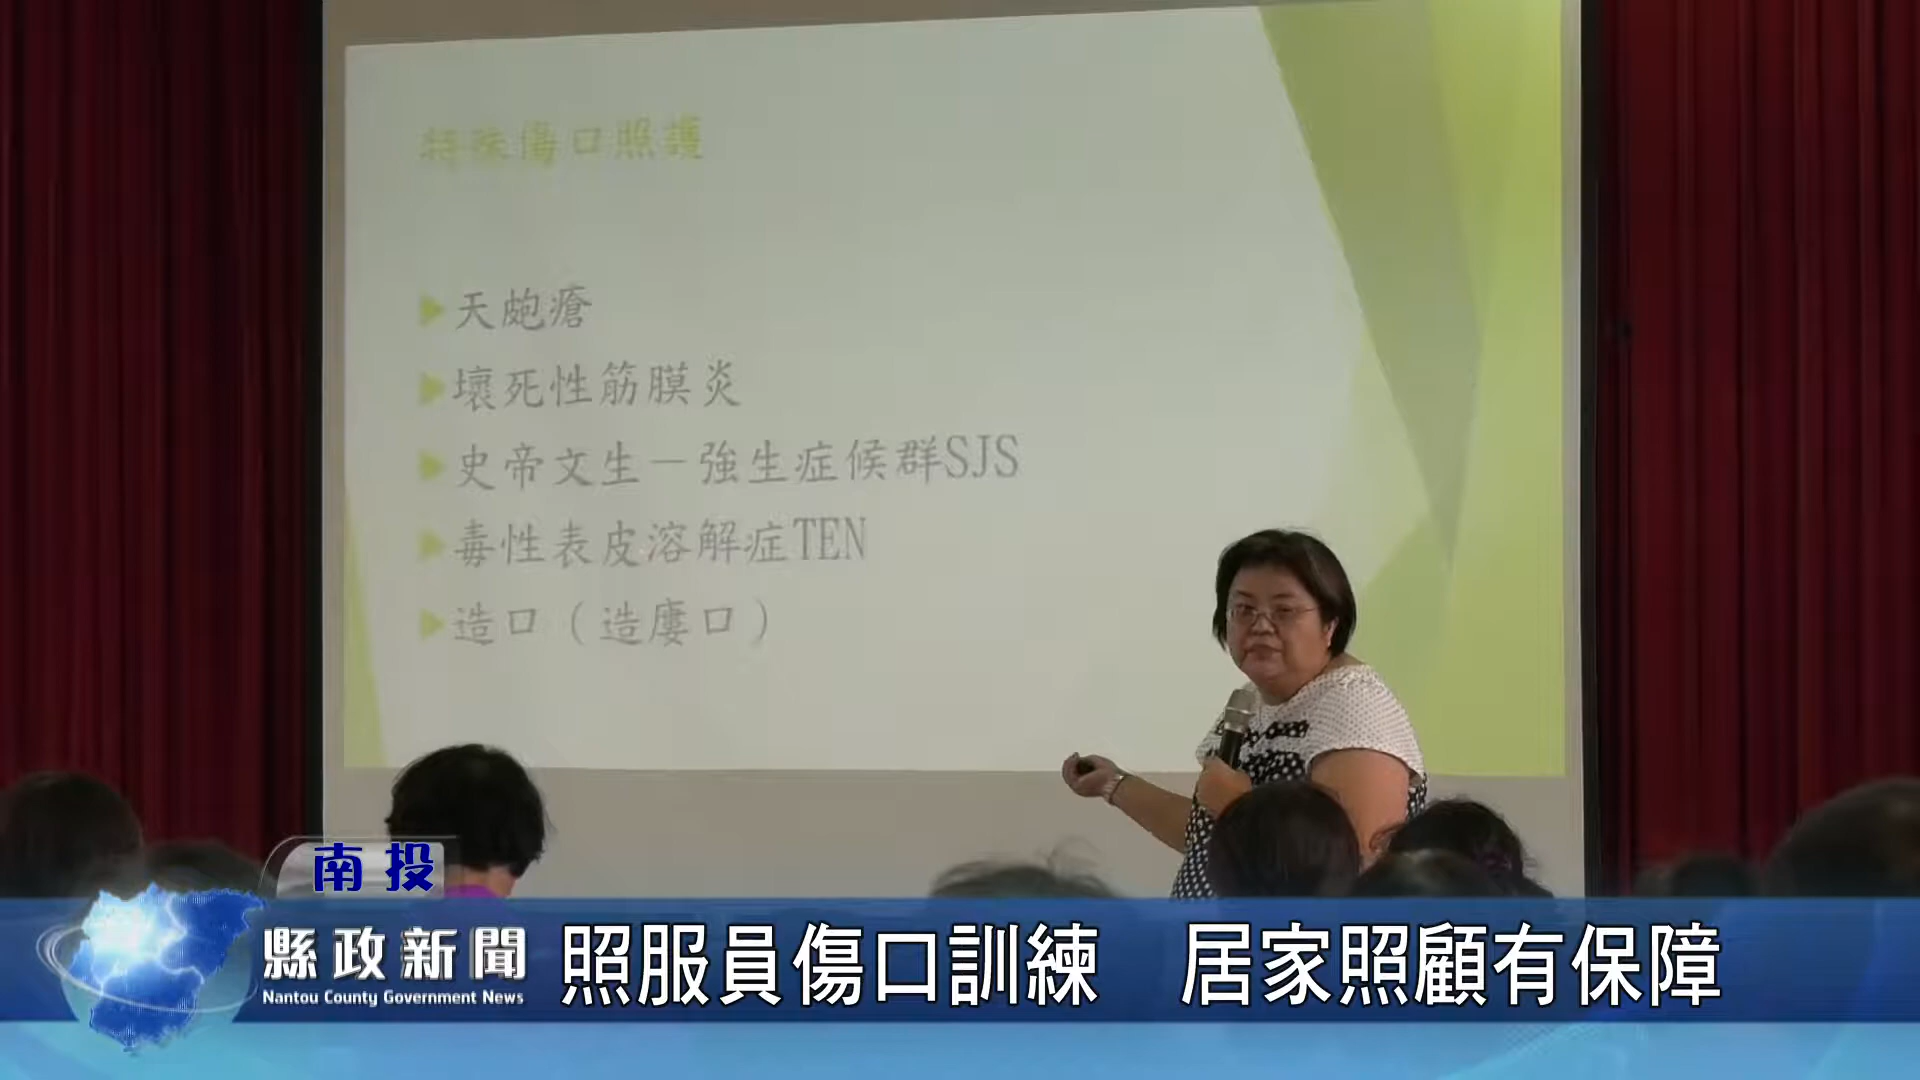 特殊傷口照護
天皰瘡
壞死性筋膜炎
史帝文生－強生症候群SJS
毒性表皮溶解症TEN
造口（造廔口）
南投
縣政新聞
Nantou County Government News
照服員傷口訓練 居家照顧有保障